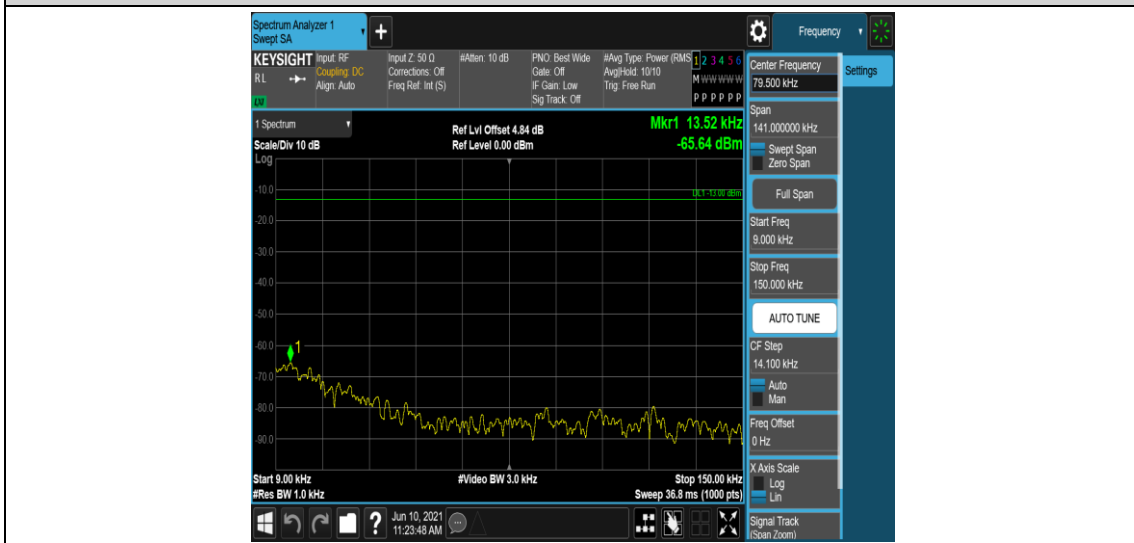 Spectrum Analyzer 1
Swept SA
+
Frequency
KEYSIGHT
R L
LXI
Input: RF
Coupling: DC
Align: Auto
Input Z: 50 Ω
Corrections: Off
Freq Ref: Int (S)
#Atten: 10 dB
PNO: Best Wide
Gate: Off
IF Gain: Low
Sig Track: Off
#Avg Type: Power (RMS
Avg|Hold: 10/10
Trig: Free Run
1 2 3 4 5 6
M W W W W W
P P P P P P
1 Spectrum
Scale/Div 10 dB
Ref Lvl Offset 4.84 dB
Ref Level 0.00 dBm
Mkr1 13.52 kHz
-65.64 dBm
Log
DL1 -13.00 dBm
-10.0
-20.0
-30.0
-40.0
-50.0
-60.0
1
-70.0
-80.0
-90.0
Start 9.00 kHz
#Res BW 1.0 kHz
#Video BW 3.0 kHz
Stop 150.00 kHz
Sweep 36.8 ms (1000 pts)
Center Frequency
79.500 kHz
Settings
Span
141.000000 kHz
Swept Span
Zero Span
Full Span
Start Freq
9.000 kHz
Stop Freq
150.000 kHz
AUTO TUNE
CF Step
14.100 kHz
Auto
Man
Freq Offset
0 Hz
X Axis Scale
Log
Lin
Signal Track
(Span Zoom)
?
Jun 10, 2021
11:23:48 AM